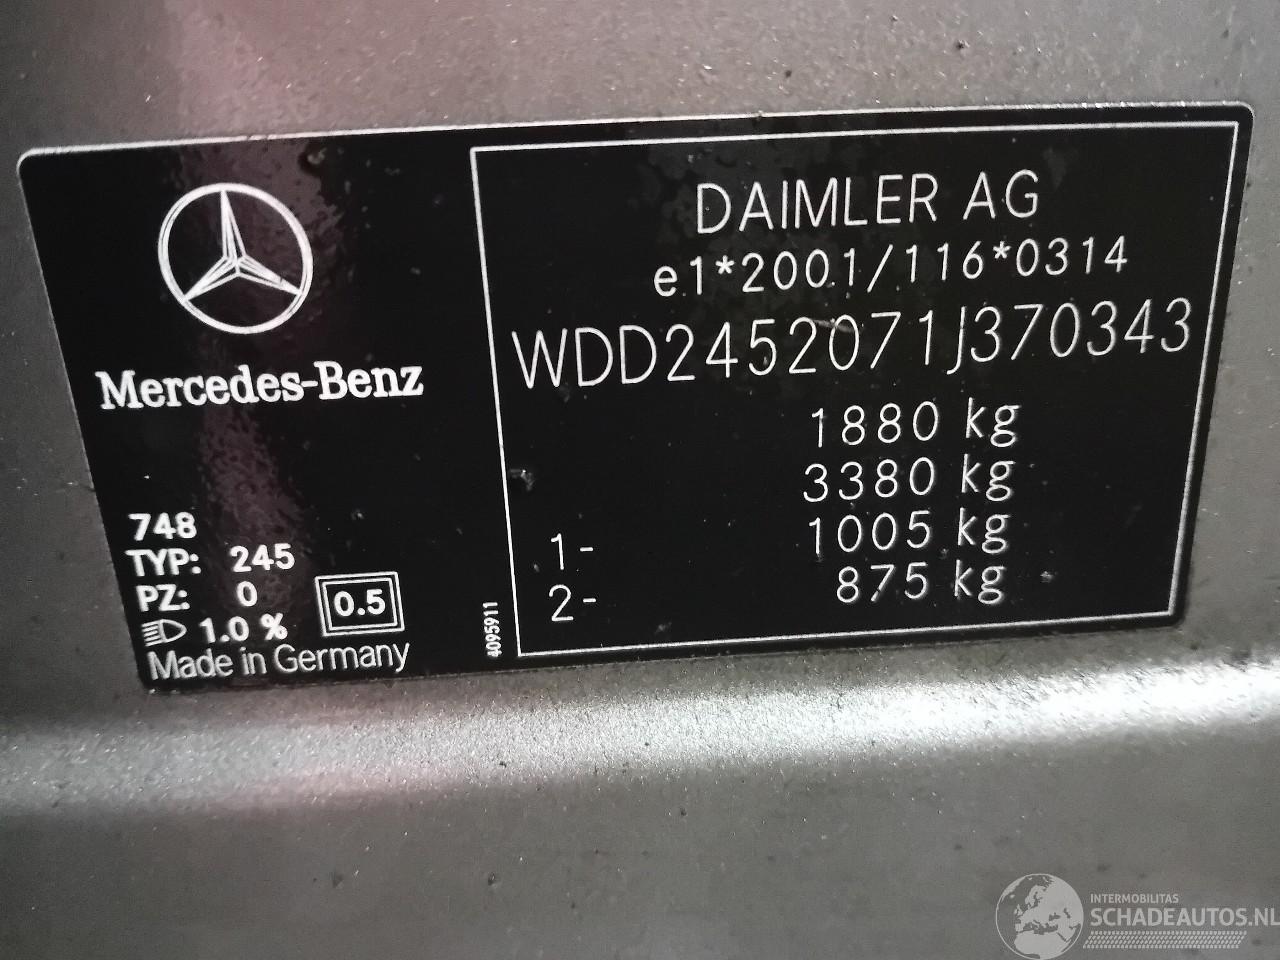 Mercedes-Benz
748
TYP: 245
PZ: 0
1.0 %
0.5
Made in Germany
4095911
DAIMLER AG
e1*2001/116*0314
WDD2452071J370343
1880 kg
3380 kg
1- 1005 kg
2- 875 kg
INTERMOBILITAS
SCHADEAUTOS.NL